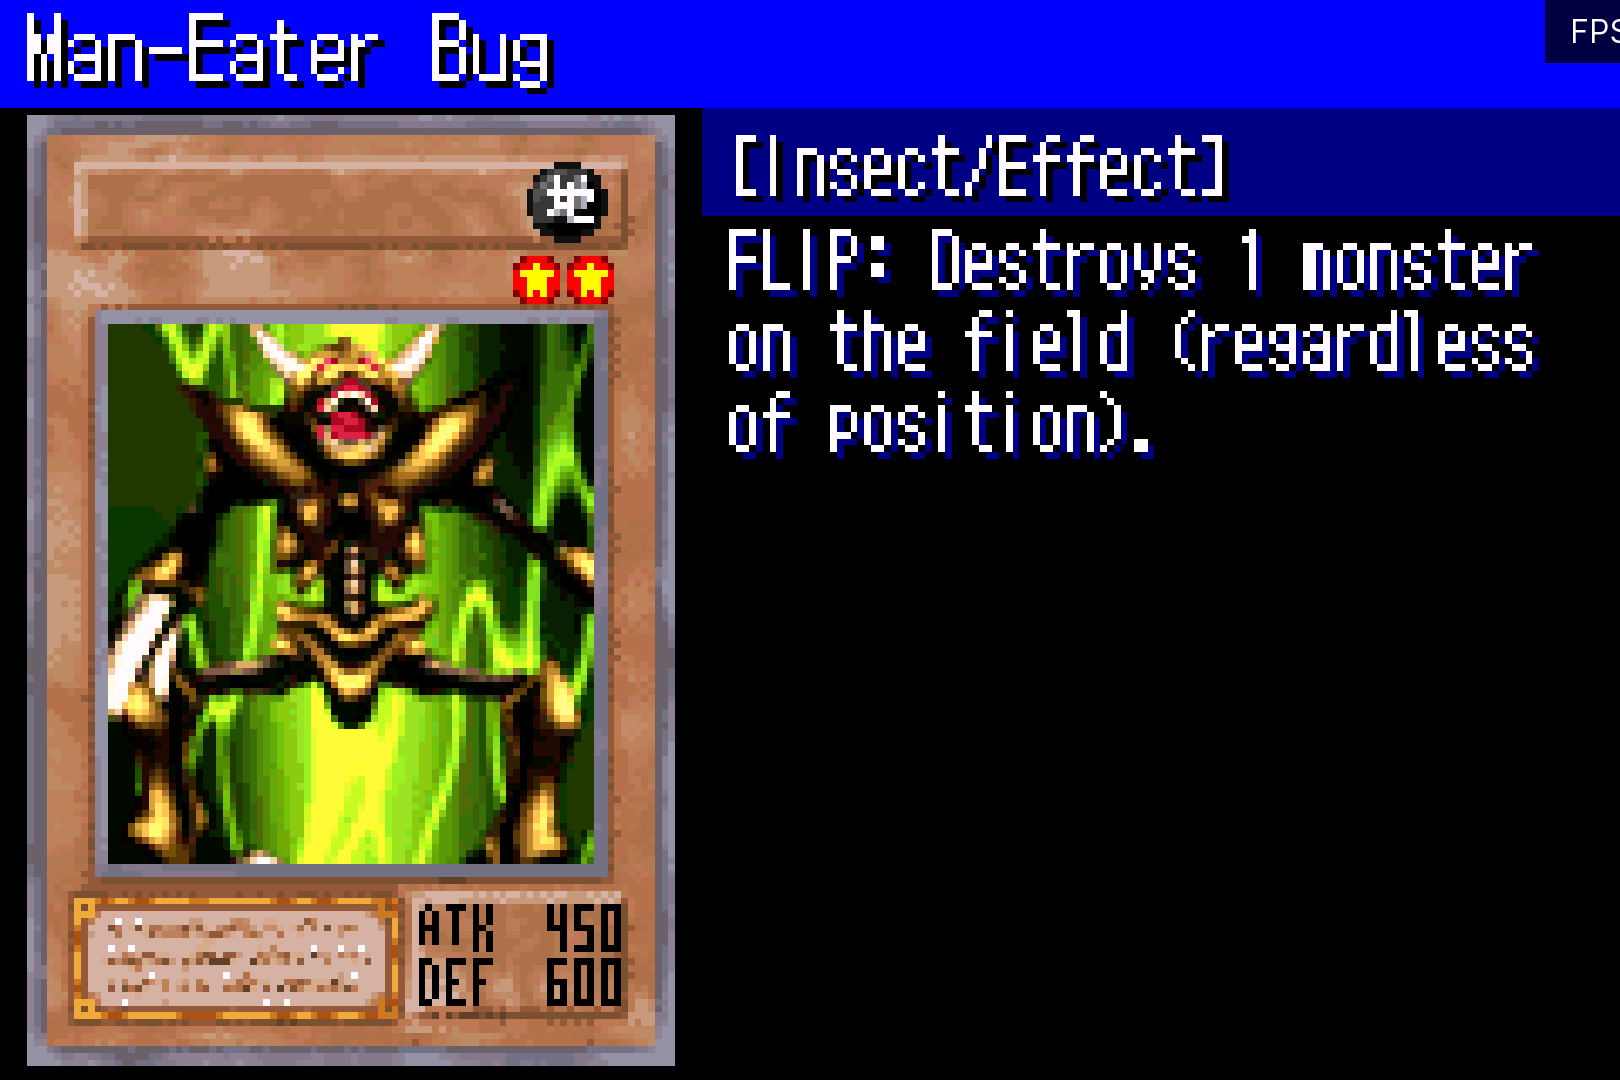 Man-Eater Bug
FPS
[Insect/Effect]
地
FLIP: Destroys 1 monster
on the field (regardless
of position).
ATK 450
DEF 600